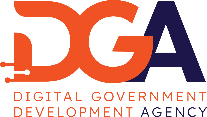 DGA
DIGITAL GOVERNMENT
DEVELOPMENT AGENCY